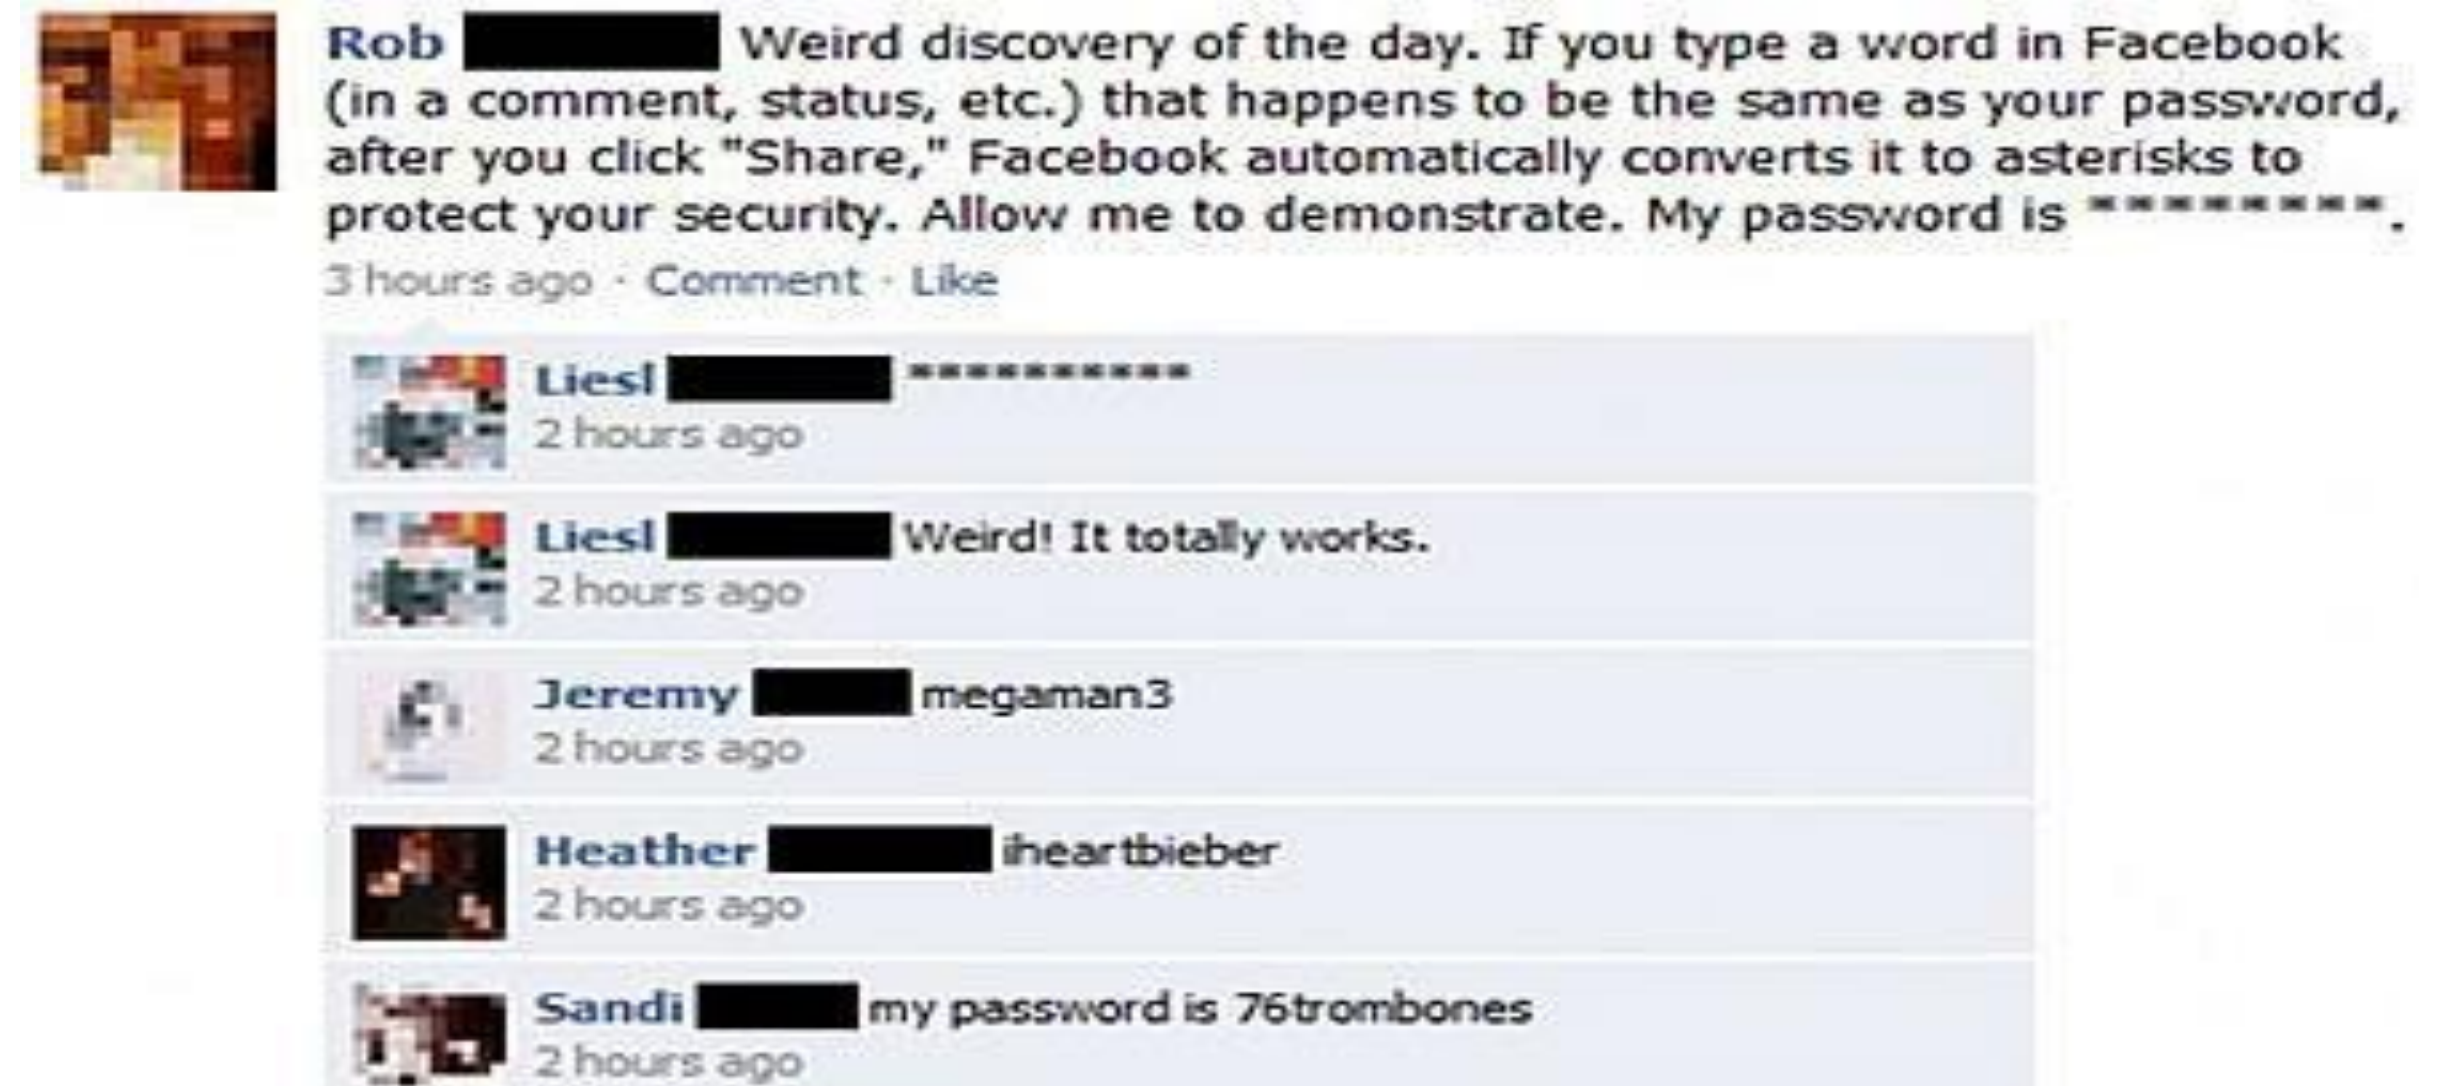 Rob Weird discovery of the day. If you type a word in Facebook
(in a comment, status, etc.) that happens to be the same as your password,
after you click "Share," Facebook automatically converts it to asterisks to
protect your security. Allow me to demonstrate. My password is **********.
3 hours ago · Comment · Like
Liesl **********
2 hours ago
Liesl Weird! It totally works.
2 hours ago
Jeremy megaman3
2 hours ago
Heather iheartbieber
2 hours ago
Sandi my password is 76trombones
2 hours ago